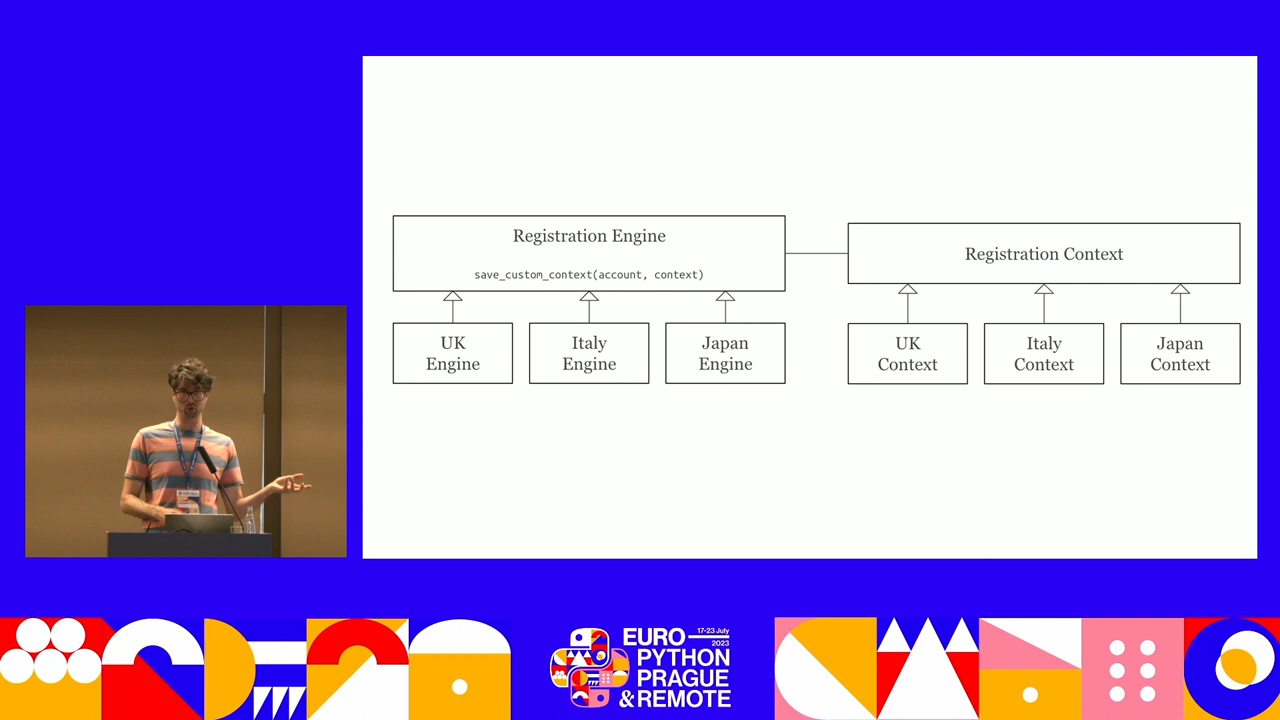 Registration Engine
save_custom_context(account, context)
Registration Context
UK
Engine
Italy
Engine
Japan
Engine
UK
Context
Italy
Context
Japan
Context
EURO
17-23 July
2023
PYTHON
PRAGUE
&REMOTE